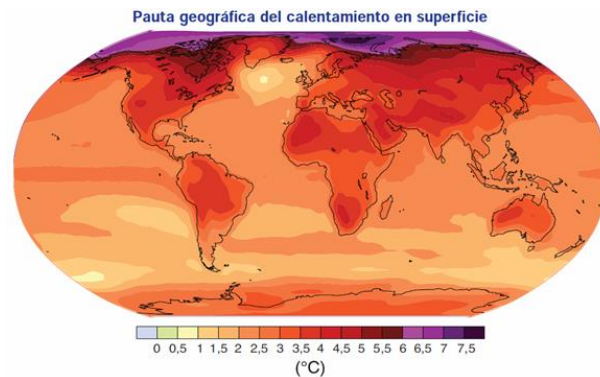 Pauta geográfica del calentamiento en superficie
0 0,5 1 1,5 2 2,5 3 3,5 4 4,5 5 5,5 6 6,5 7 7,5
(°C)